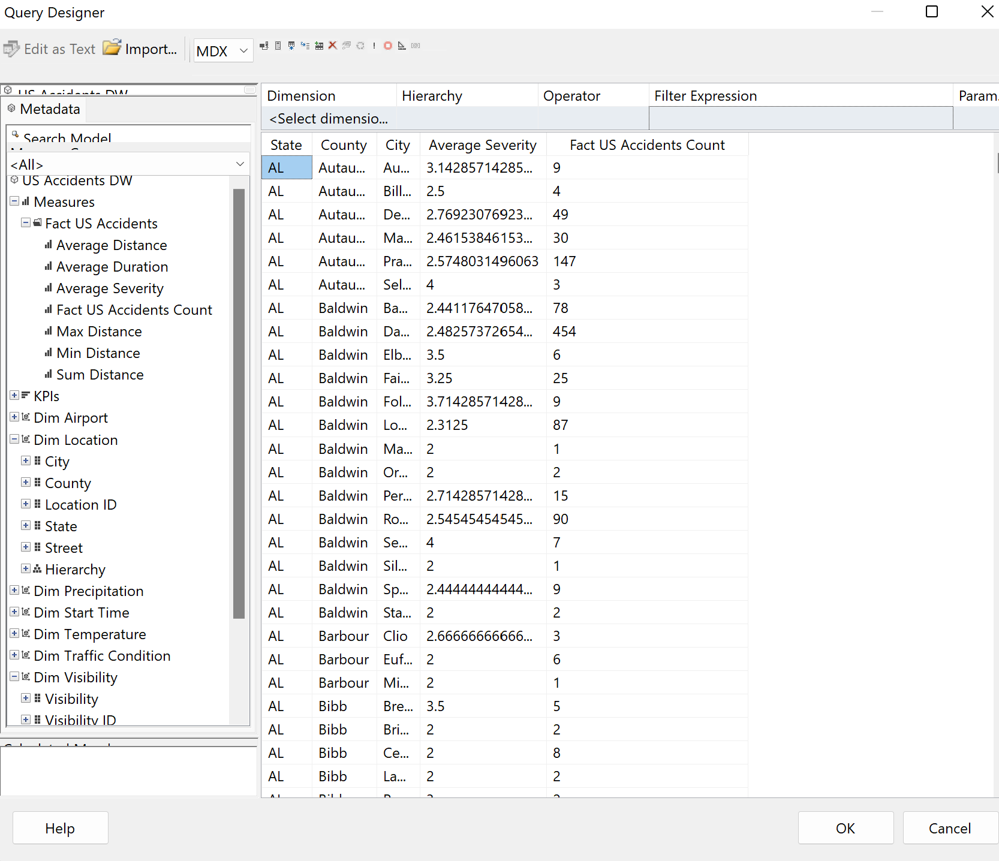 Query Designer
Edit as Text Import... MDX
US Accidents DW
Metadata
Search Model
<All>
US Accidents DW
Measures
Fact US Accidents
Average Distance
Average Duration
Average Severity
Fact US Accidents Count
Max Distance
Min Distance
Sum Distance
KPIs
Dim Airport
Dim Location
City
County
Location ID
State
Street
Hierarchy
Dim Precipitation
Dim Start Time
Dim Temperature
Dim Traffic Condition
Dim Visibility
Visibility
Visibility ID
Dimension Hierarchy Operator Filter Expression Param.
<Select dimensio...
State County City Average Severity Fact US Accidents Count
AL Autau... Au... 3.14285714285... 9
AL Autau... Bill... 2.5 4
AL Autau... De... 2.76923076923... 49
AL Autau... Ma... 2.46153846153... 30
AL Autau... Pra... 2.5748031496063 147
AL Autau... Sel... 4 3
AL Baldwin Ba... 2.44117647058... 78
AL Baldwin Da... 2.48257372654... 454
AL Baldwin Elb... 3.5 6
AL Baldwin Fai... 3.25 25
AL Baldwin Fol... 3.71428571428... 9
AL Baldwin Lo... 2.3125 87
AL Baldwin Ma... 2 1
AL Baldwin Or... 2 2
AL Baldwin Per... 2.71428571428... 15
AL Baldwin Ro... 2.54545454545... 90
AL Baldwin Se... 4 7
AL Baldwin Sil... 2 1
AL Baldwin Sp... 2.44444444444... 9
AL Baldwin Sta... 2 2
AL Barbour Clio 2.66666666666... 3
AL Barbour Euf... 2 6
AL Barbour Mi... 2 1
AL Bibb Bre... 3.5 5
AL Bibb Bri... 2 2
AL Bibb Ce... 2 8
AL Bibb La... 2 2
Help OK Cancel